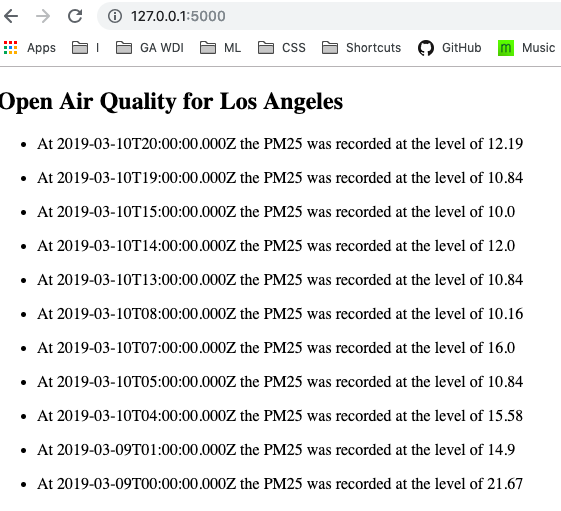 127.0.0.1:5000
Apps I GA WDI ML CSS Shortcuts GitHub m Music
Open Air Quality for Los Angeles
• At 2019-03-10T20:00:00.000Z the PM25 was recorded at the level of 12.19
• At 2019-03-10T19:00:00.000Z the PM25 was recorded at the level of 10.84
• At 2019-03-10T15:00:00.000Z the PM25 was recorded at the level of 10.0
• At 2019-03-10T14:00:00.000Z the PM25 was recorded at the level of 12.0
• At 2019-03-10T13:00:00.000Z the PM25 was recorded at the level of 10.84
• At 2019-03-10T08:00:00.000Z the PM25 was recorded at the level of 10.16
• At 2019-03-10T07:00:00.000Z the PM25 was recorded at the level of 16.0
• At 2019-03-10T05:00:00.000Z the PM25 was recorded at the level of 10.84
• At 2019-03-10T04:00:00.000Z the PM25 was recorded at the level of 15.58
• At 2019-03-09T01:00:00.000Z the PM25 was recorded at the level of 14.9
• At 2019-03-09T00:00:00.000Z the PM25 was recorded at the level of 21.67